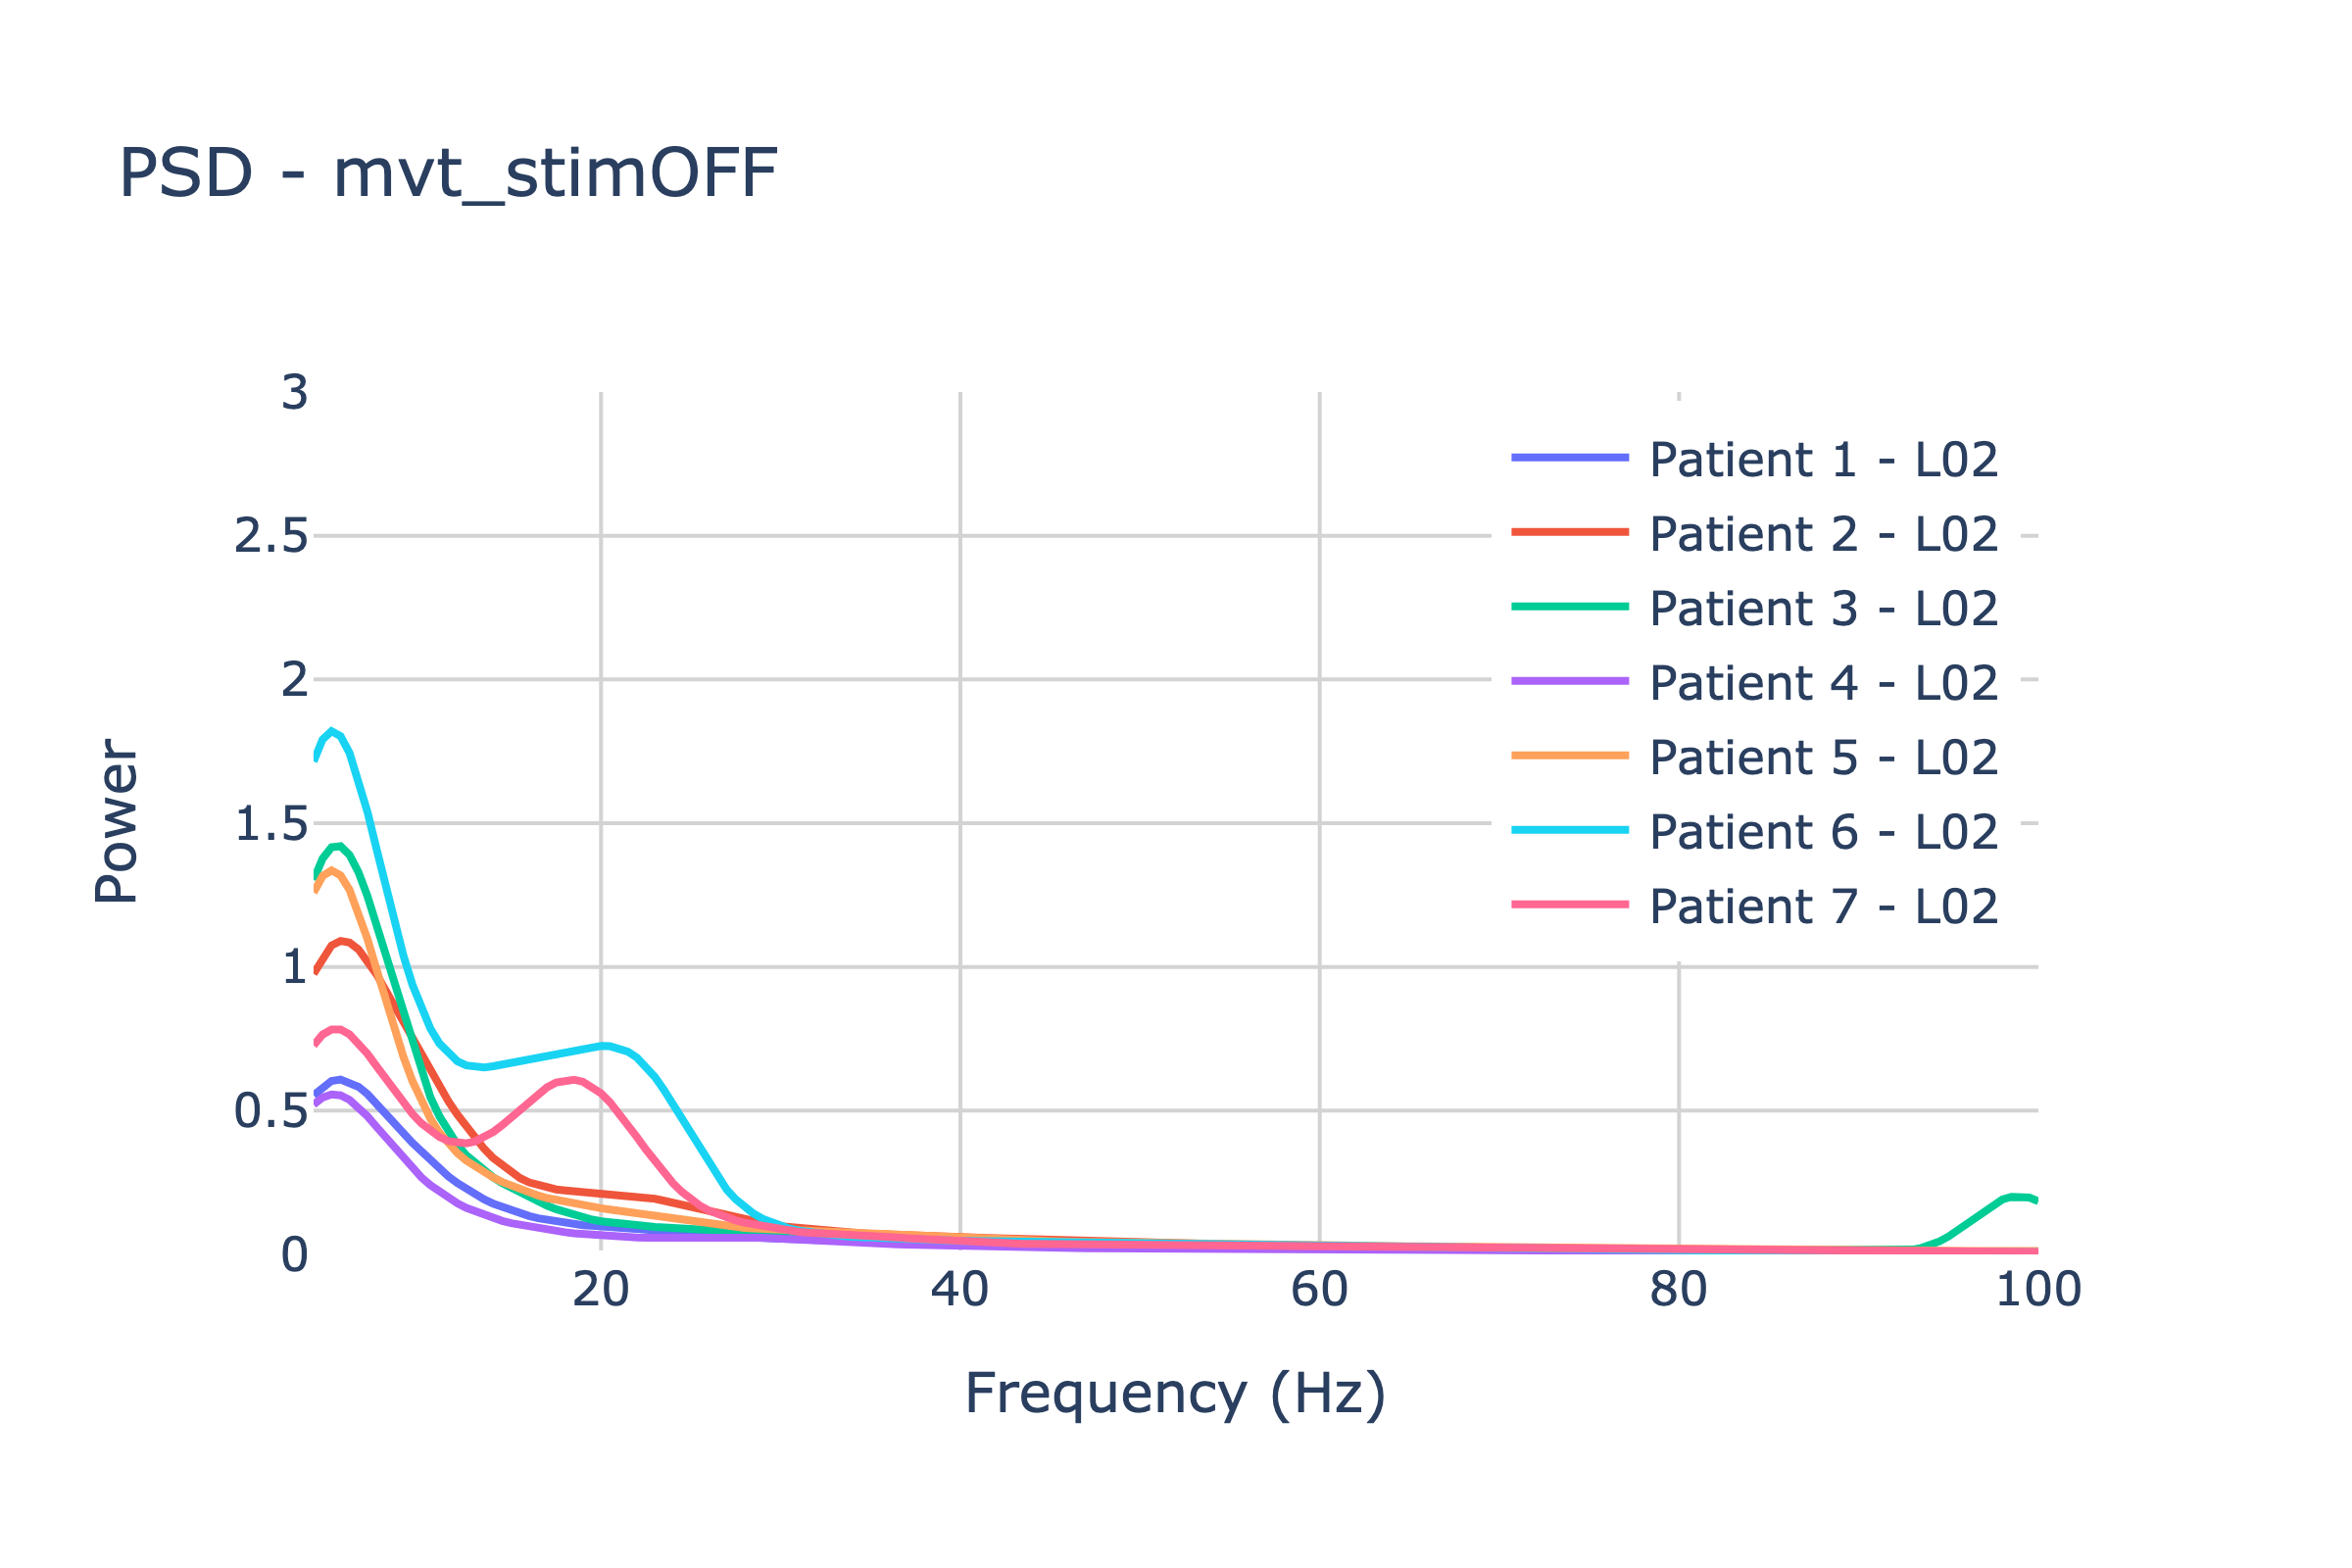 PSD - mvt_stimOFF
3
2.5
2
1.5
1
0.5
0
Power
Patient 1 - L02
Patient 2 - L02
Patient 3 - L02
Patient 4 - L02
Patient 5 - L02
Patient 6 - L02
Patient 7 - L02
20 40 60 80 100
Frequency (Hz)